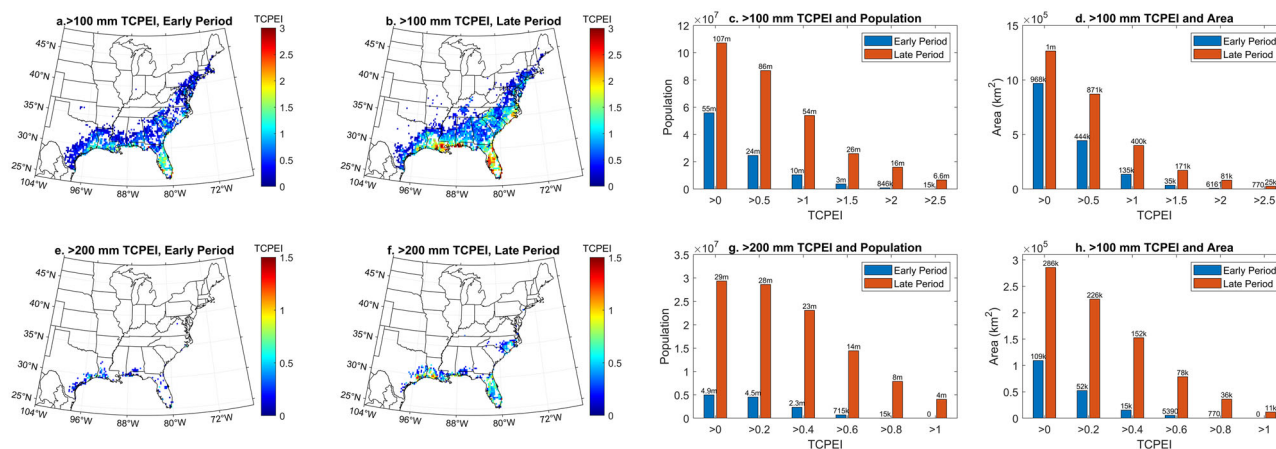 a. >100 mm TCPEI, Early Period
TCPEI
45°N
40°N
35°N
30°N
25°N
104°W
96°W
88°W
80°W
72°W
3
2.5
2
1.5
1
0.5
0
b. >100 mm TCPEI, Late Period
TCPEI
45°N
40°N
35°N
30°N
25°N
104°W
96°W
88°W
80°W
72°W
3
2.5
2
1.5
1
0.5
0
c. >100 mm TCPEI and Population
×10⁷
Population
12
10
8
6
4
2
0
Early Period
Late Period
55m
107m
24m
86m
10m
54m
3m
26m
846k
16m
15k
6.6m
>0
>0.5
>1
>1.5
>2
>2.5
TCPEI
d. >100 mm TCPEI and Area
×10⁵
Area (km²)
15
10
5
0
Early Period
Late Period
968k
1m
444k
871k
135k
400k
35k
171k
6161
81k
770
25k
>0
>0.5
>1
>1.5
>2
>2.5
TCPEI
e. >200 mm TCPEI, Early Period
TCPEI
45°N
40°N
35°N
30°N
25°N
104°W
96°W
88°W
80°W
72°W
1.5
1
0.5
0
f. >200 mm TCPEI, Late Period
TCPEI
45°N
40°N
35°N
30°N
25°N
104°W
96°W
88°W
80°W
72°W
1.5
1
0.5
0
g. >200 mm TCPEI and Population
×10⁷
Population
3.5
3
2.5
2
1.5
1
0.5
0
Early Period
Late Period
4.9m
29m
4.5m
28m
2.3m
23m
715k
14m
15k
8m
0
4m
>0
>0.2
>0.4
>0.6
>0.8
>1
TCPEI
h. >100 mm TCPEI and Area
×10⁵
Area (km²)
3
2.5
2
1.5
1
0.5
0
Early Period
Late Period
109k
286k
52k
226k
15k
152k
5390
78k
770
36k
0
11k
>0
>0.2
>0.4
>0.6
>0.8
>1
TCPEI